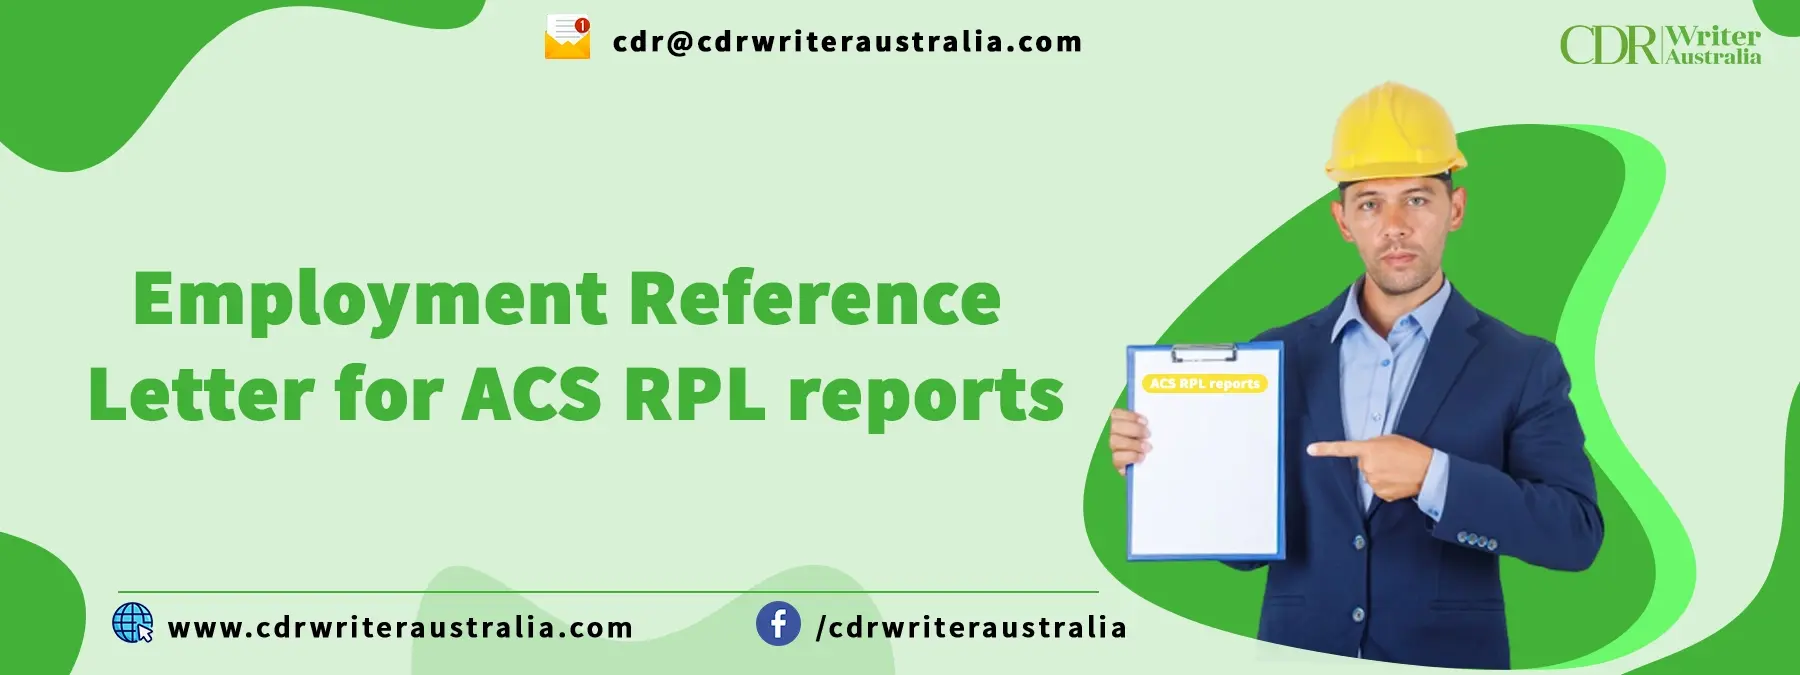 1
cdr@cdrwriteraustralia.com
CDR Writer
Australia
Employment Reference
Letter for ACS RPL reports
ACS RPL reports
www.cdrwriteraustralia.com
f /cdrwriteraustralia